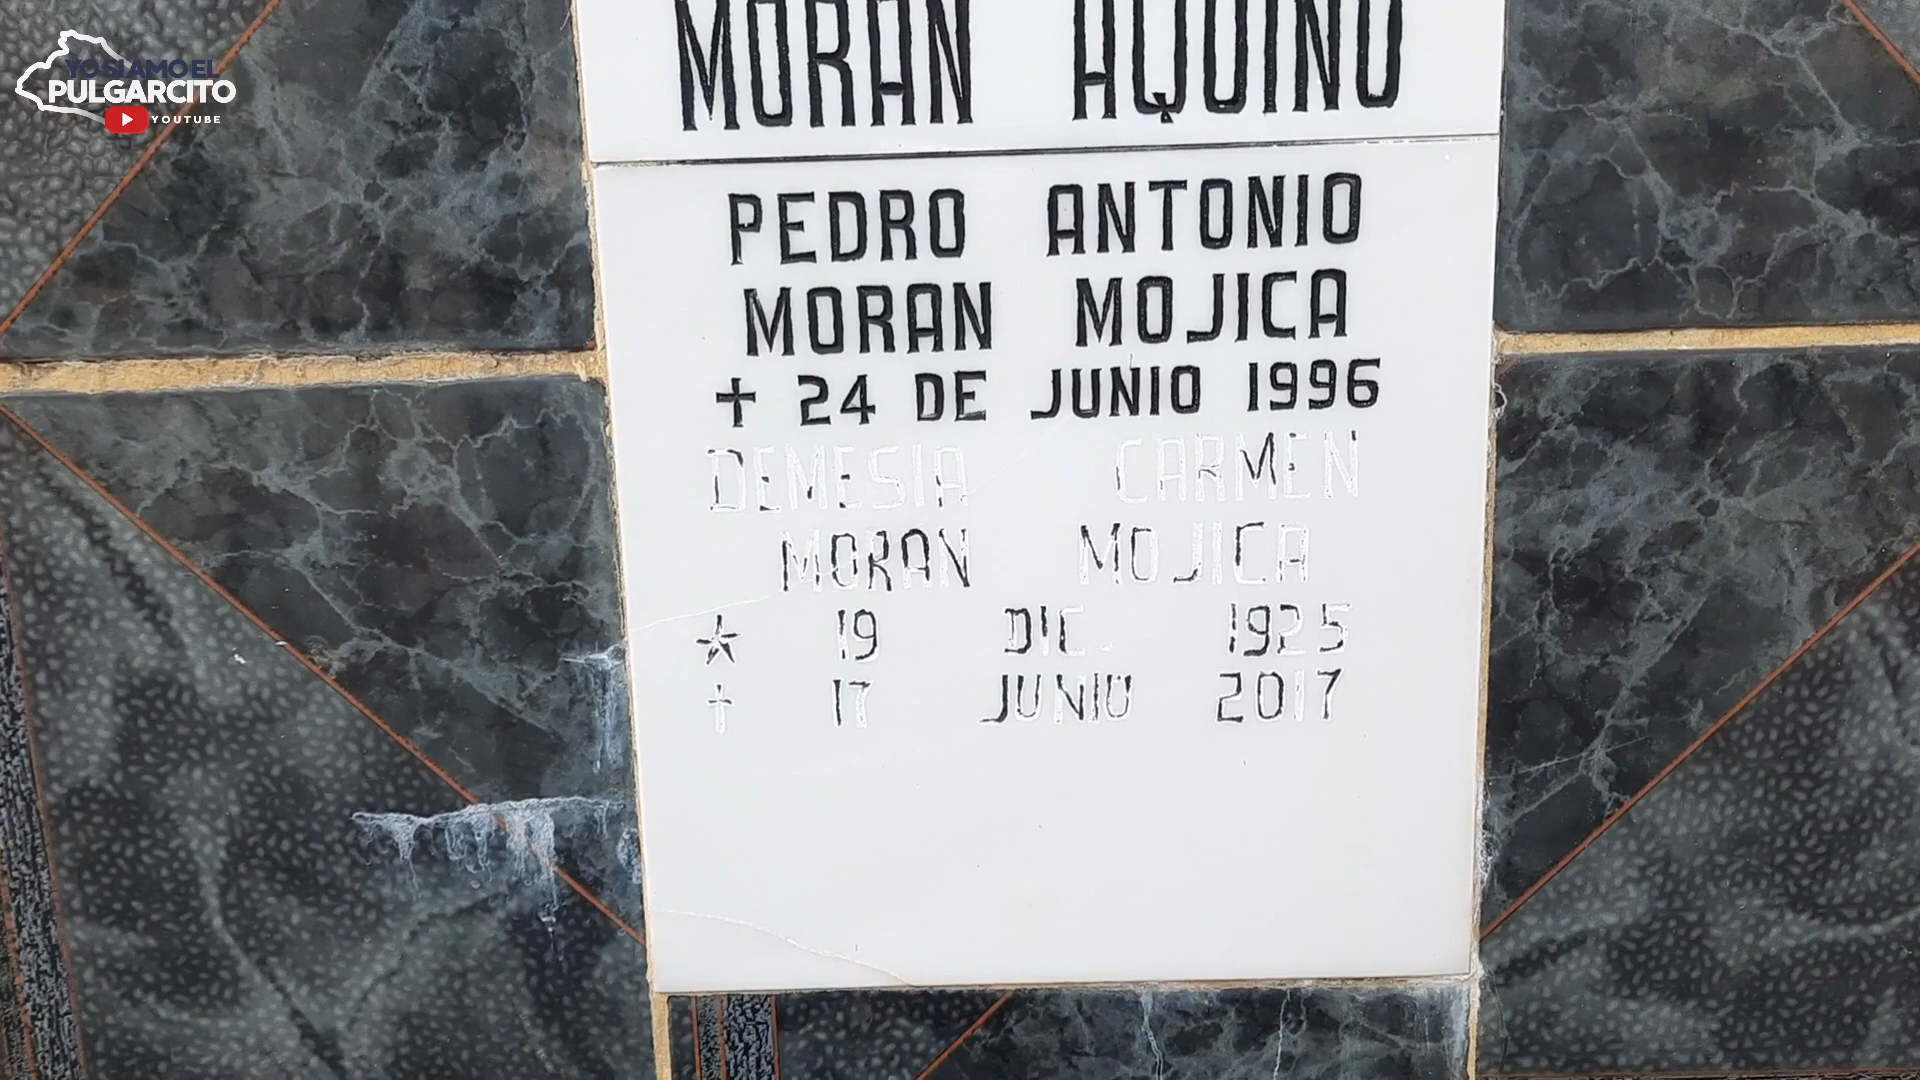 YO SI AMO EL
PULGARCITO
YOUTUBE
MORAN AQUINO
PEDRO ANTONIO
MORAN MOJICA
† 24 DE JUNIO 1996
DEMESIA CARMEN
MORAN MOJICA
★ 19 DIC. 1925
† 17 JUNIO 2017